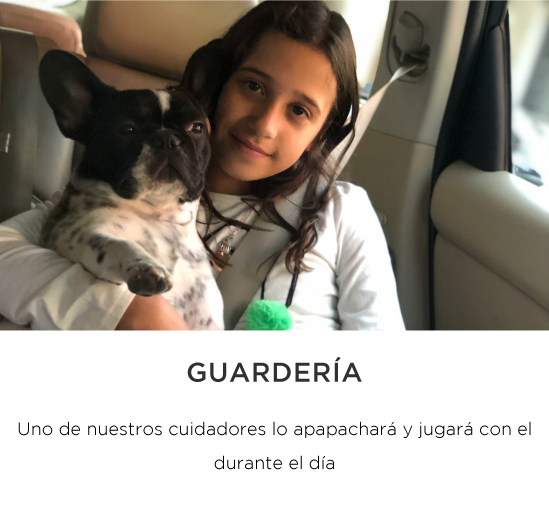 GUARDERÍA
Uno de nuestros cuidadores lo apapachará y jugará con el
durante el día